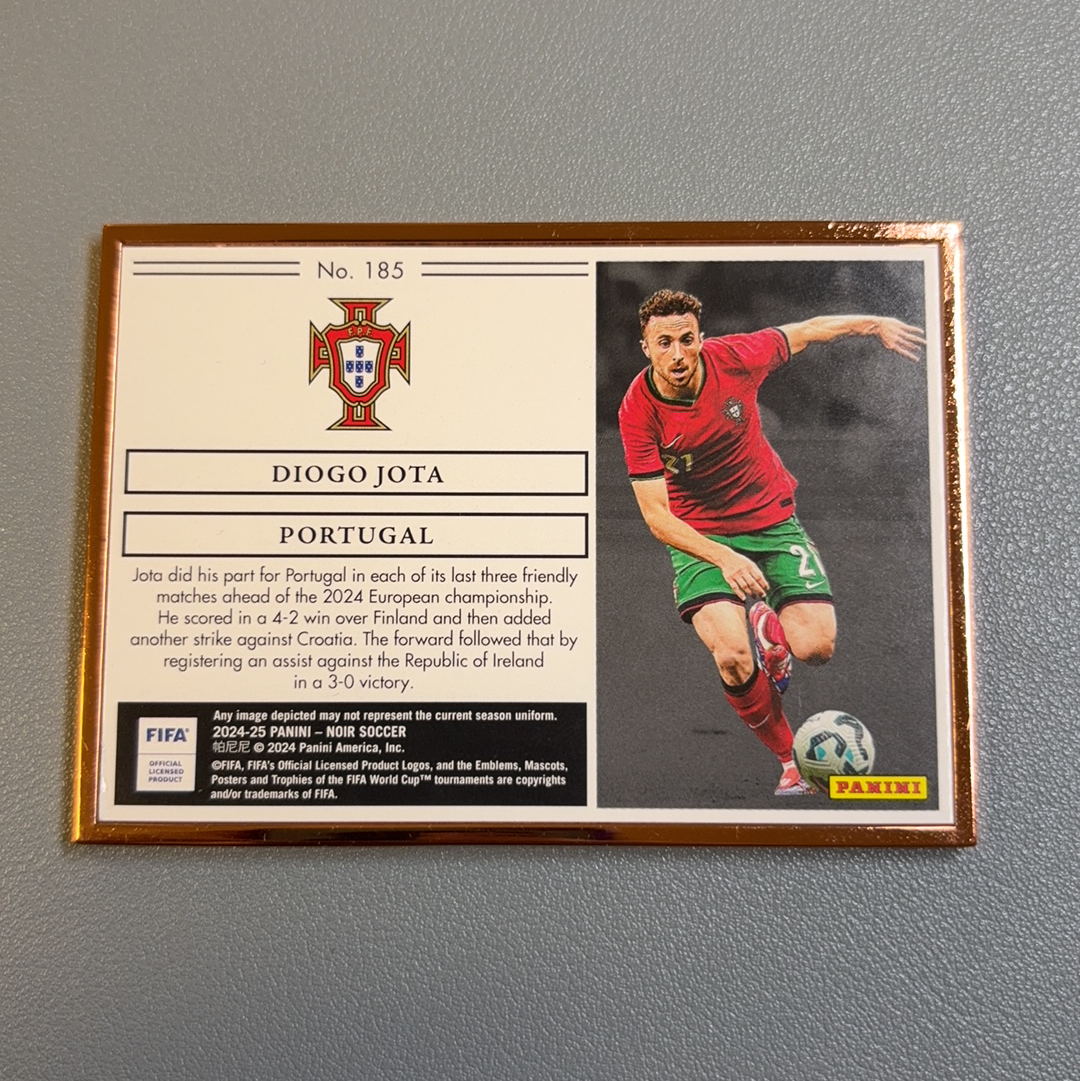 No. 185
F.P.F
DIOGO JOTA
PORTUGAL
Jota did his part for Portugal in each of its last three friendly
matches ahead of the 2024 European championship.
He scored in a 4-2 win over Finland and then added
another strike against Croatia. The forward followed that by
registering an assist against the Republic of Ireland
in a 3-0 victory.
FIFA®
OFFICIAL
LICENSED
PRODUCT
Any image depicted may not represent the current season uniform.
2024-25 PANINI – NOIR SOCCER
帕尼尼 © 2024 Panini America, Inc.
©FIFA, FIFA's Official Licensed Product Logos, and the Emblems, Mascots,
Posters and Trophies of the FIFA World Cup™ tournaments are copyrights
and/or trademarks of FIFA.
21
21
PANINI